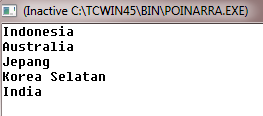 (Inactive C:\TCWIN45\BIN\POINARRA.EXE)
Indonesia
Australia
Jepang
Korea Selatan
India